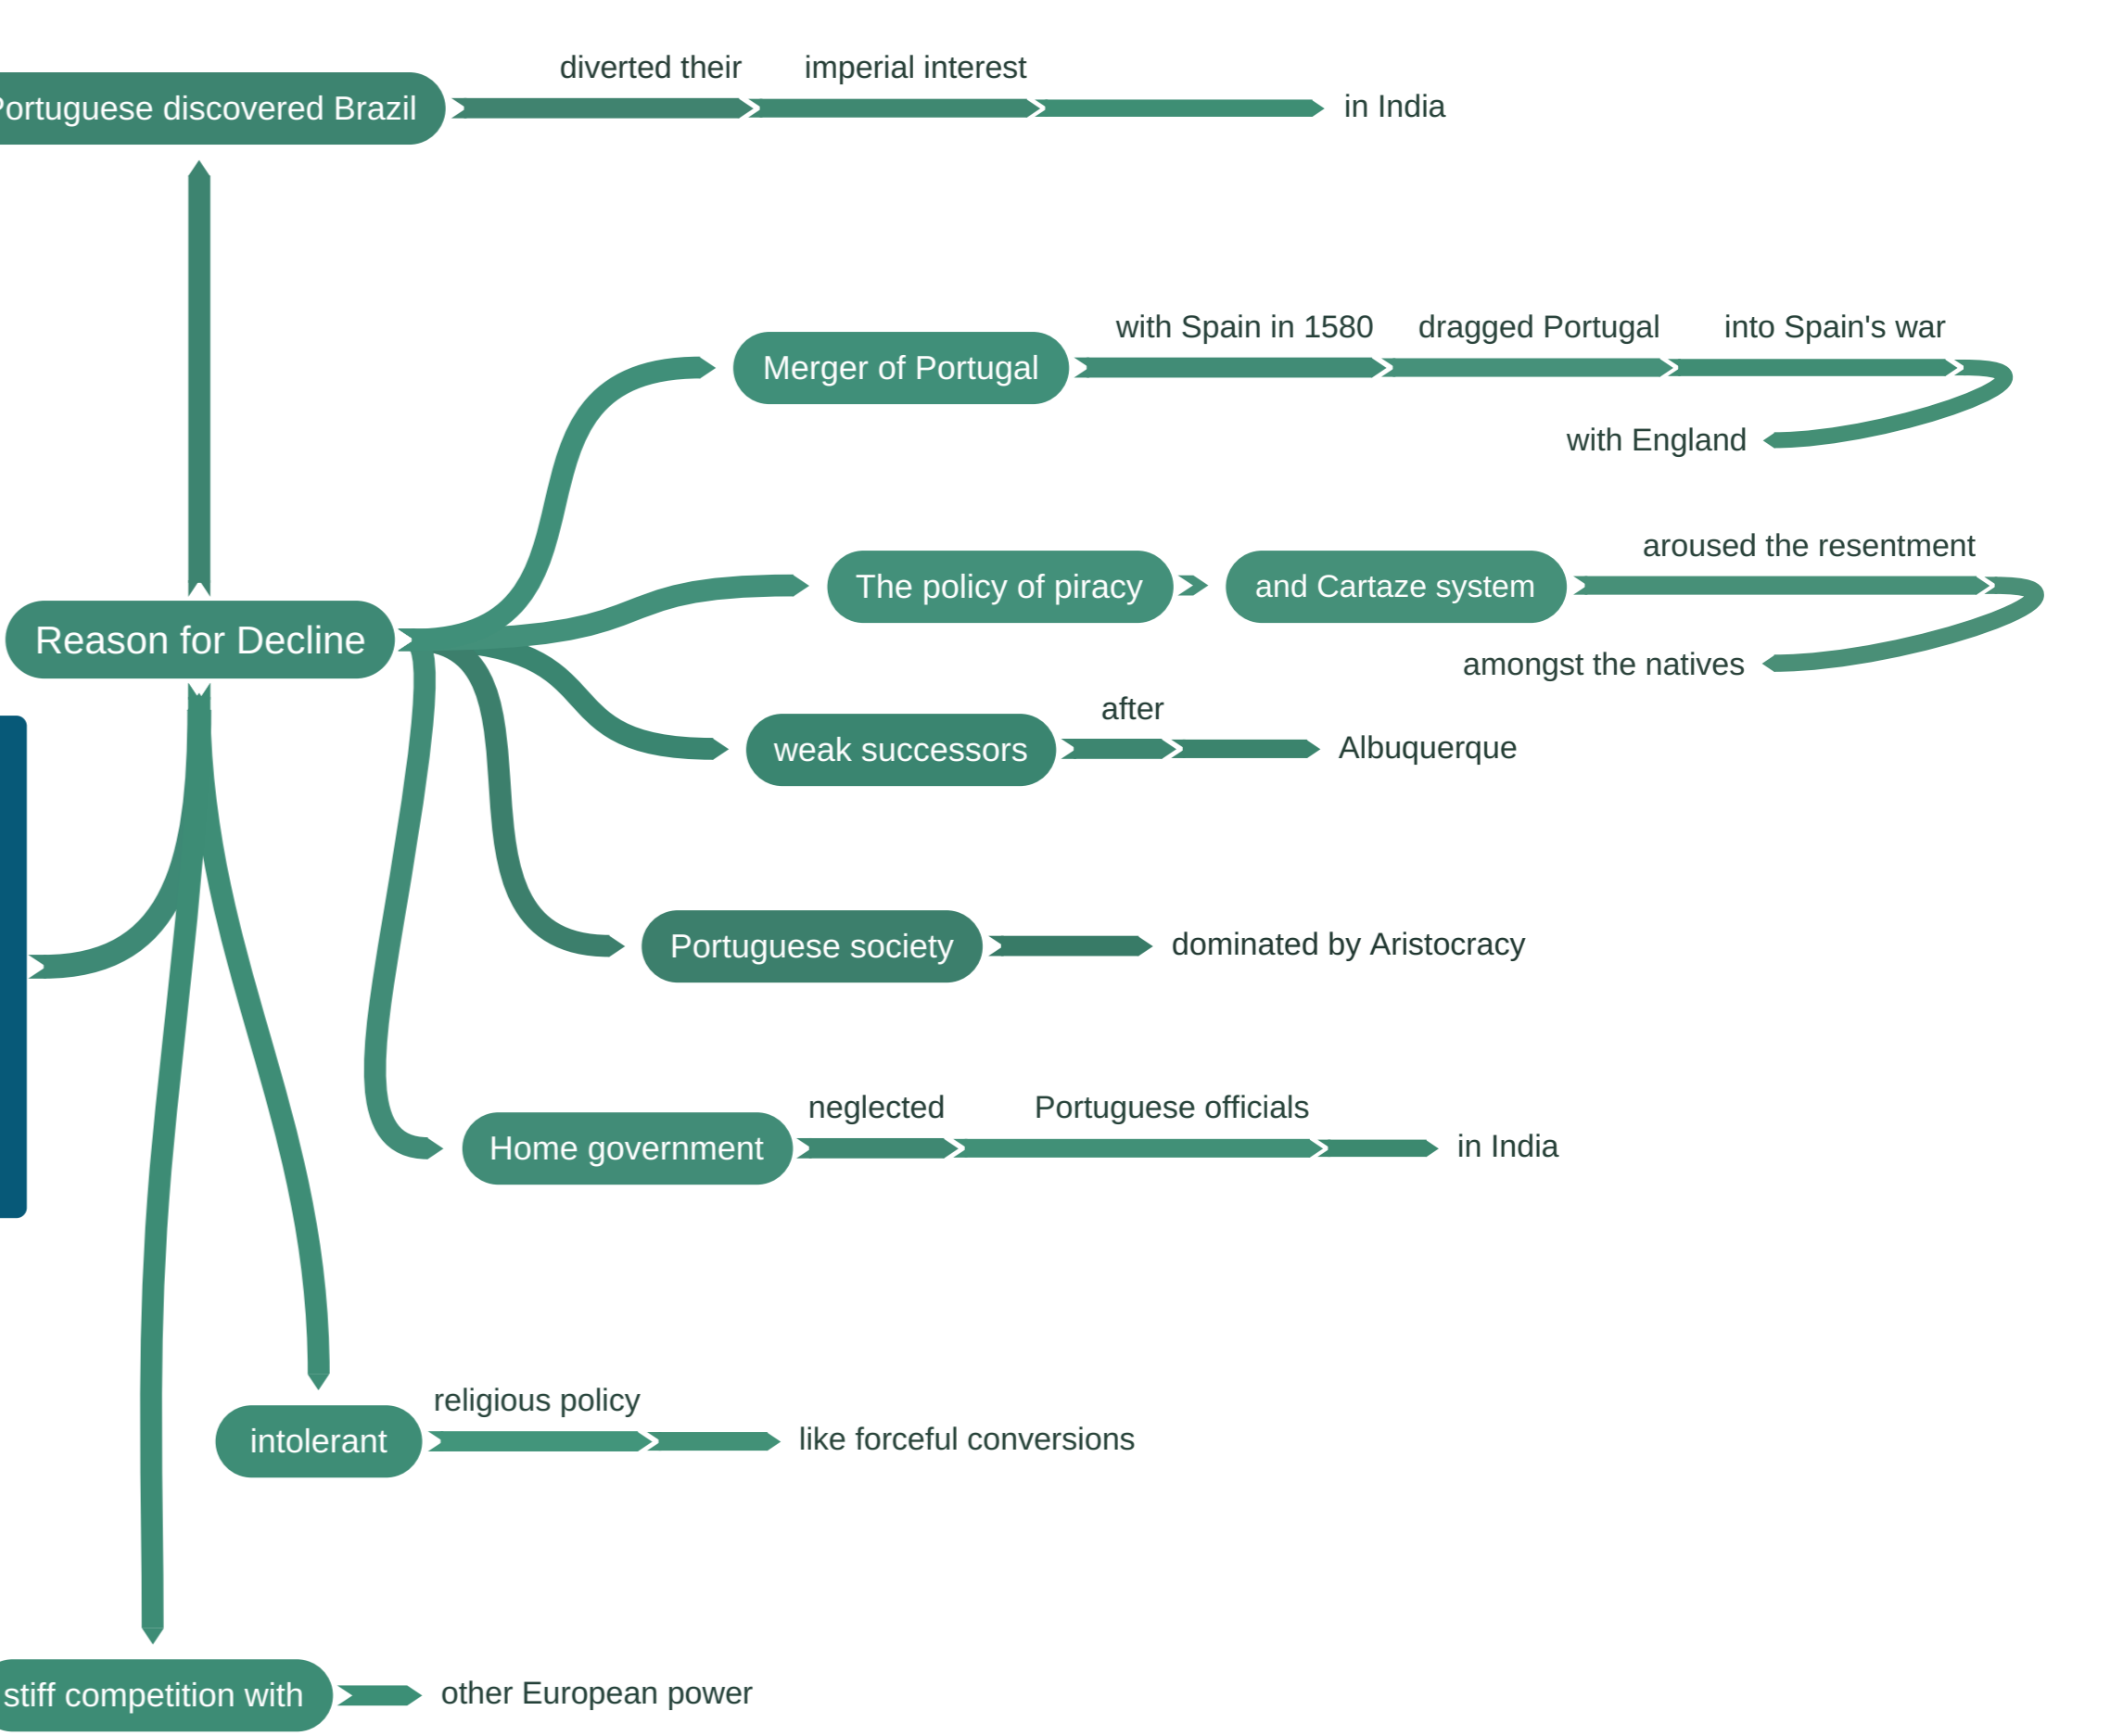 diverted their imperial interest
Portuguese discovered Brazil in India
with Spain in 1580 dragged Portugal into Spain's war
Merger of Portugal
with England
aroused the resentment
The policy of piracy and Cartaze system
Reason for Decline
amongst the natives
after
weak successors Albuquerque
Portuguese society dominated by Aristocracy
neglected Portuguese officials
Home government in India
religious policy
intolerant like forceful conversions
stiff competition with other European power